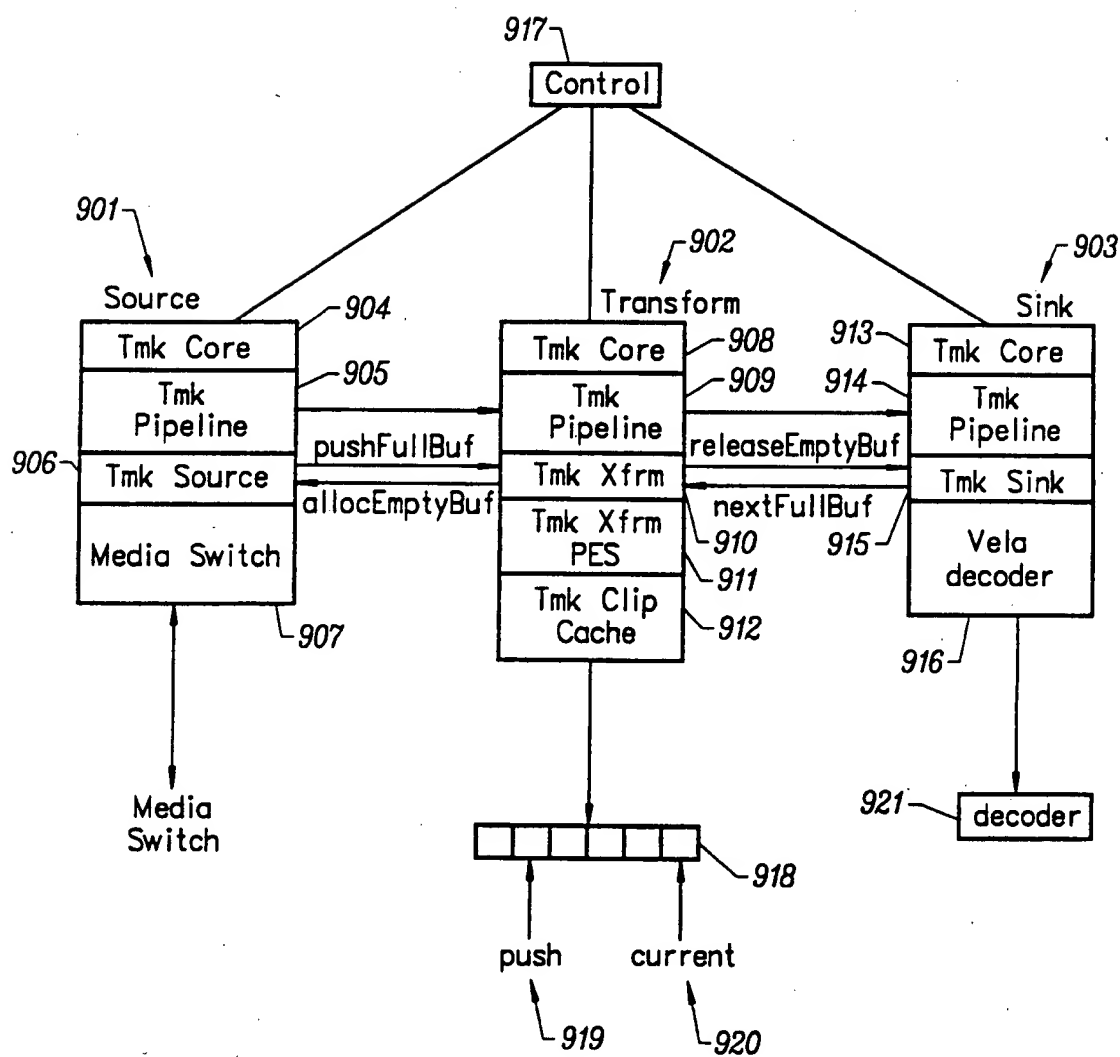 917
Control
901
902
903
Source
904
Transform
Sink
Tmk Core
905
Tmk
Pipeline
906
pushFullBuf
Tmk Source
allocEmptyBuf
Media Switch
907
Media
Switch
Tmk Core
908
909
Tmk
Pipeline
releaseEmptyBuf
Tmk Xfrm
nextFullBuf
910
Tmk Xfrm
PES
911
Tmk Clip
Cache
912
913
Tmk Core
914
Tmk
Pipeline
Tmk Sink
915
Vela
decoder
916
921
decoder
918
push
current
919
920